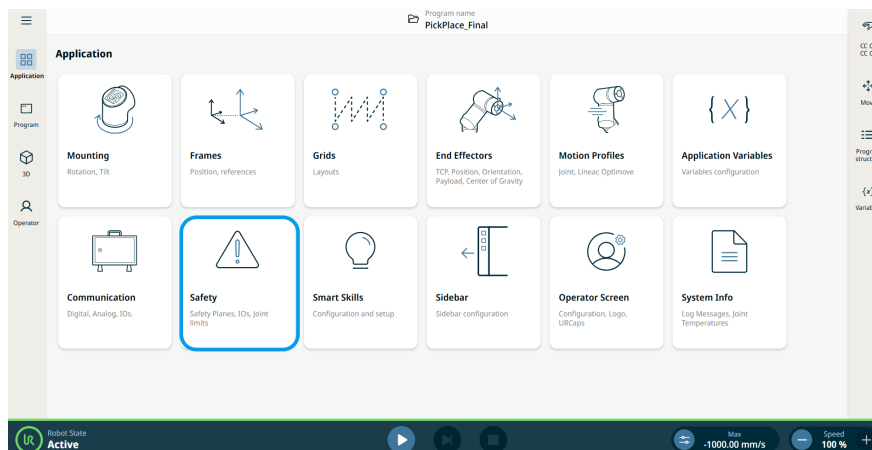 Program name
PickPlace_Final
Application
Application
Program
3D
Operator
Mounting
Rotation, Tilt
Frames
Position, references
Grids
Layouts
End Effectors
TCP, Position, Orientation,
Payload, Center of Gravity
Motion Profiles
Joint, Linear, Optimove
Application Variables
Variables configuration
Communication
Digital, Analog, IOs.
Safety
Safety Planes, IOs, Joint
limits
Smart Skills
Configuration and setup
Sidebar
Sidebar configuration
Operator Screen
Configuration, Logo,
URCaps
System Info
Log Messages, Joint
Temperatures
Robot State
Active
Max
-1000.00 mm/s
Speed
100 %